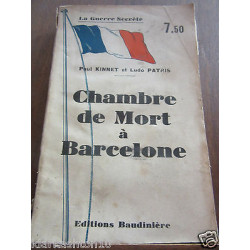 La Guerre Secrète
7.50
Paul KINNET et Ludo PATRIS
Chambre
de Mort
à
Barcelone
Editions Baudinière